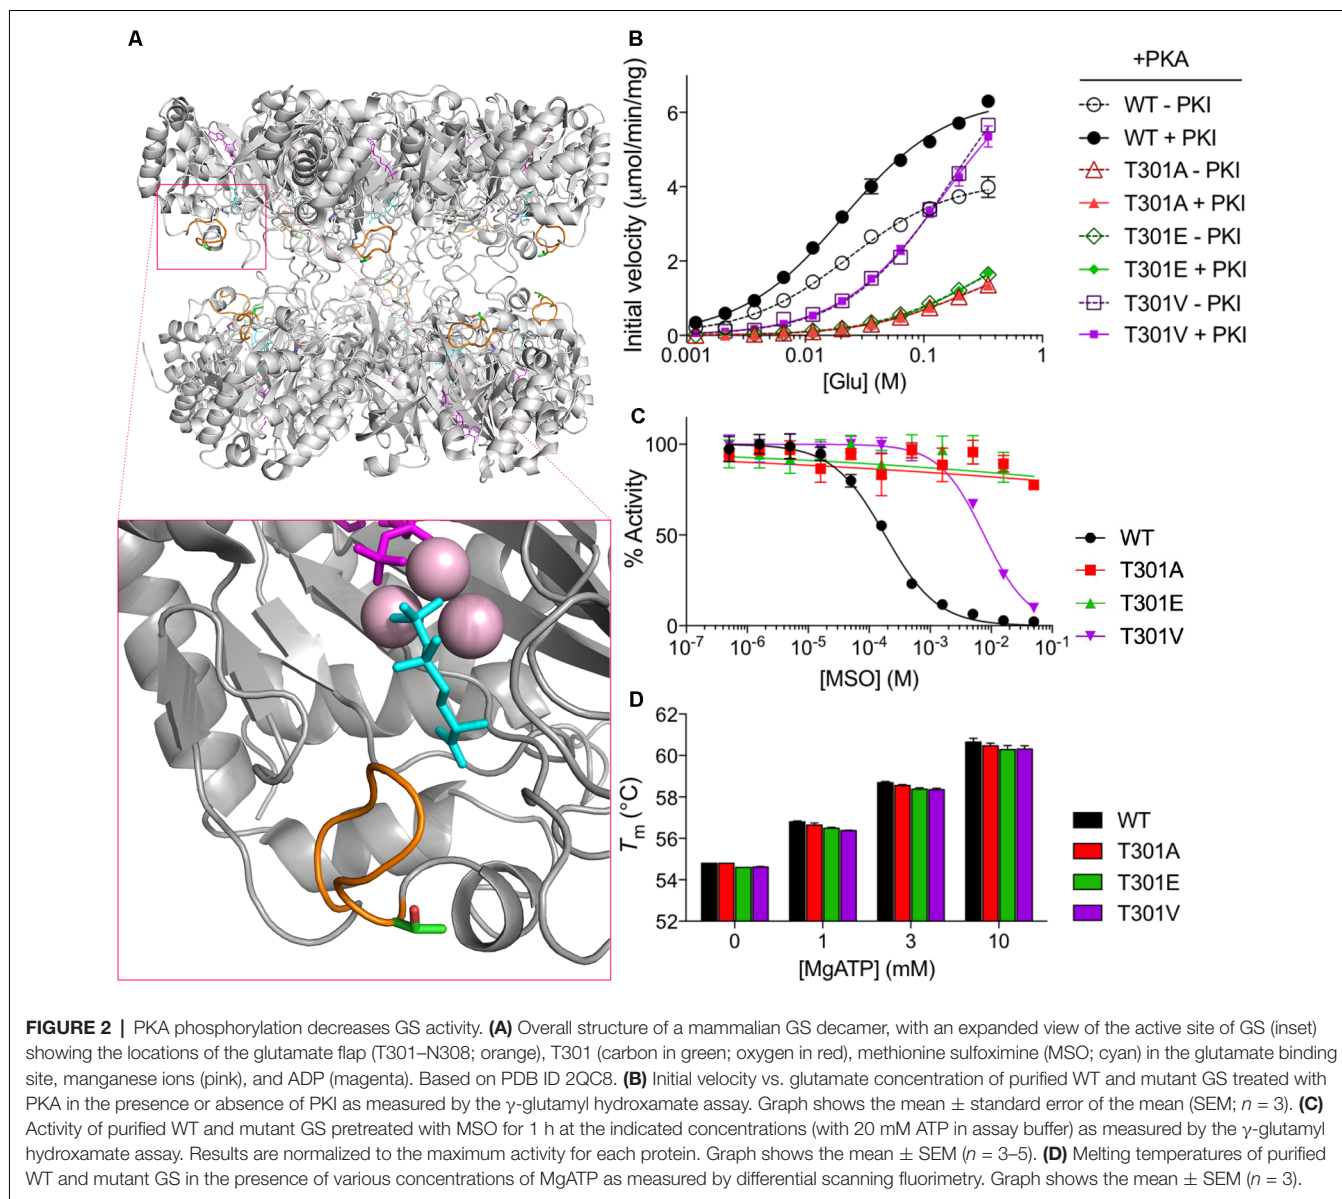 A
B
Initial velocity (μmol/min/mg)
6
4
2
0
0.001
0.01
0.1
1
[Glu] (M)
+PKA
WT - PKI
WT + PKI
T301A - PKI
T301A + PKI
T301E - PKI
T301E + PKI
T301V - PKI
T301V + PKI
C
% Activity
100
50
0
10-7
10-6
10-5
10-4
10-3
10-2
10-1
[MSO] (M)
WT
T301A
T301E
T301V
D
Tm (°C)
62
60
58
56
54
52
0
1
3
10
[MgATP] (mM)
WT
T301A
T301E
T301V
FIGURE 2 | PKA phosphorylation decreases GS activity. (A) Overall structure of a mammalian GS decamer, with an expanded view of the active site of GS (inset)
showing the locations of the glutamate flap (T301–N308; orange), T301 (carbon in green; oxygen in red), methionine sulfoximine (MSO; cyan) in the glutamate binding
site, manganese ions (pink), and ADP (magenta). Based on PDB ID 2QC8. (B) Initial velocity vs. glutamate concentration of purified WT and mutant GS treated with
PKA in the presence or absence of PKI as measured by the γ-glutamyl hydroxamate assay. Graph shows the mean ± standard error of the mean (SEM; n = 3). (C)
Activity of purified WT and mutant GS pretreated with MSO for 1 h at the indicated concentrations (with 20 mM ATP in assay buffer) as measured by the γ-glutamyl
hydroxamate assay. Results are normalized to the maximum activity for each protein. Graph shows the mean ± SEM (n = 3–5). (D) Melting temperatures of purified
WT and mutant GS in the presence of various concentrations of MgATP as measured by differential scanning fluorimetry. Graph shows the mean ± SEM (n = 3).